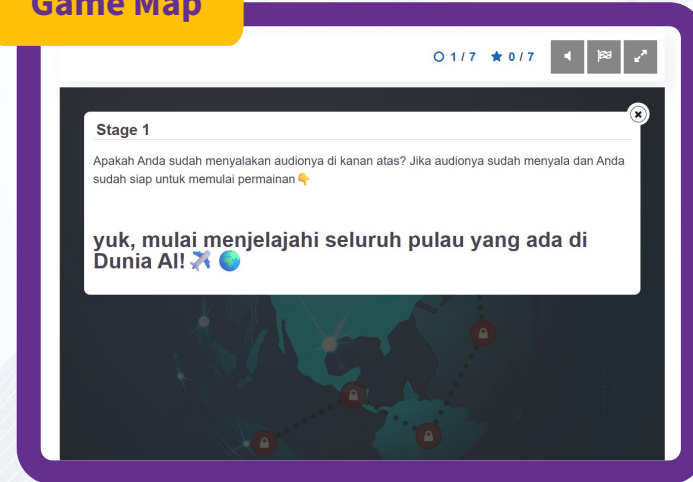 Game Map
1 / 7 0 / 7
Stage 1
Apakah Anda sudah menyalakan audionya di kanan atas? Jika audionya sudah menyala dan Anda
sudah siap untuk memulai permainan👇
yuk, mulai menjelajahi seluruh pulau yang ada di
Dunia AI! ✈️ 🌏